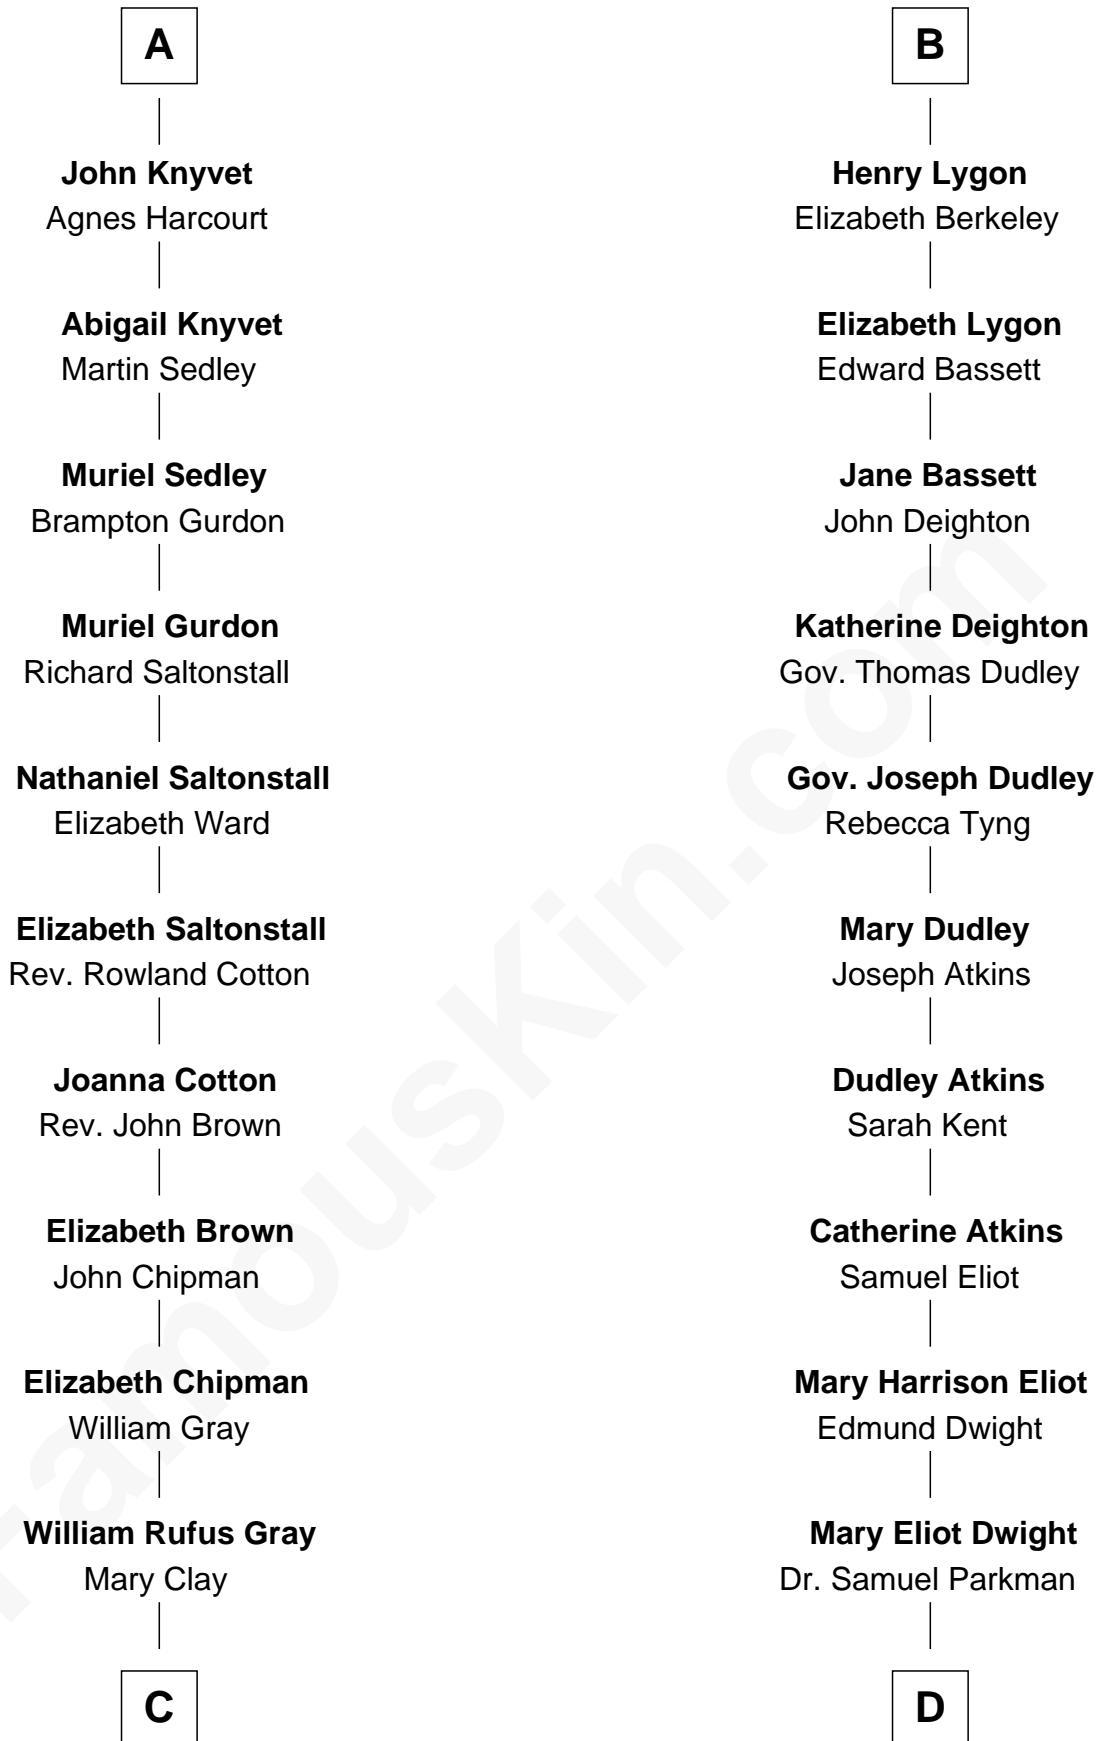 A
John Knyvet
Agnes Harcourt
Abigail Knyvet
Martin Sedley
Muriel Sedley
Brampton Gurdon
Muriel Gurdon
Richard Saltonstall
Nathaniel Saltonstall
Elizabeth Ward
Elizabeth Saltonstall
Rev. Rowland Cotton
Joanna Cotton
Rev. John Brown
Elizabeth Brown
John Chipman
Elizabeth Chipman
William Gray
William Rufus Gray
Mary Clay
C
B
Henry Lygon
Elizabeth Berkeley
Elizabeth Lygon
Edward Bassett
Jane Bassett
John Deighton
Katherine Deighton
Gov. Thomas Dudley
Gov. Joseph Dudley
Rebecca Tyng
Mary Dudley
Joseph Atkins
Dudley Atkins
Sarah Kent
Catherine Atkins
Samuel Eliot
Mary Harrison Eliot
Edmund Dwight
Mary Eliot Dwight
Dr. Samuel Parkman
D
FamousKin.com